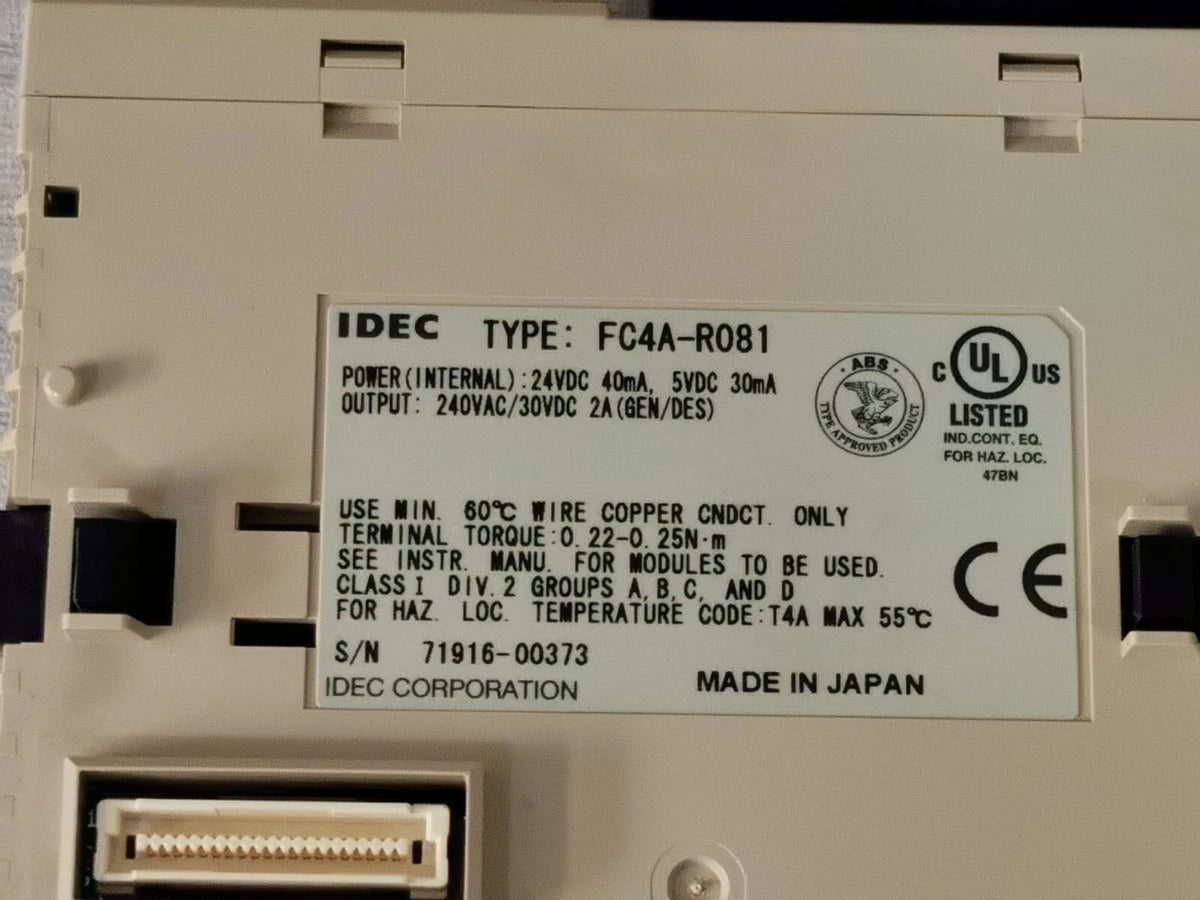 IDEC TYPE: FC4A-R081
POWER(INTERNAL):24VDC 40mA, 5VDC 30mA
OUTPUT: 240VAC/30VDC 2A(GEN/DES)
ABS
TYPE APPROVED PRODUCT
C UL US
LISTED
IND.CONT. EQ.
FOR HAZ. LOC.
47BN
USE MIN. 60℃ WIRE COPPER CNDCT. ONLY
TERMINAL TORQUE:0.22-0.25N·m
SEE INSTR. MANU. FOR MODULES TO BE USED.
CLASS I DIV.2 GROUPS A,B,C, AND D
FOR HAZ. LOC. TEMPERATURE CODE:T4A MAX 55℃
CE
S/N 71916-00373
IDEC CORPORATION
MADE IN JAPAN